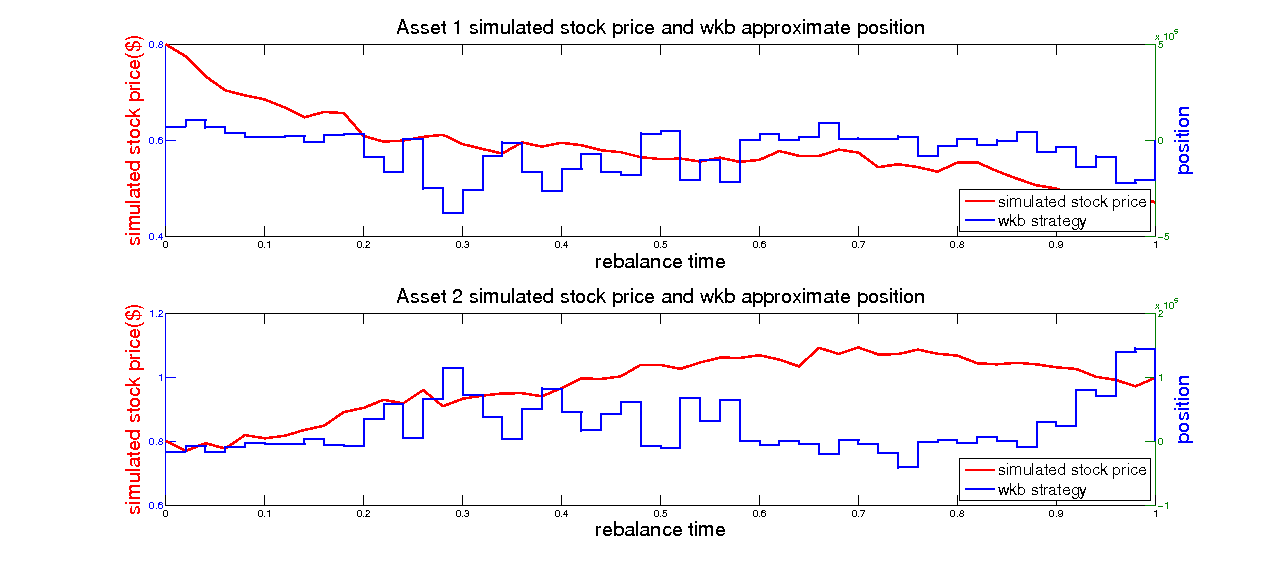 Asset 1 simulated stock price and wkb approximate position
simulated stock price($)
0.8
0.6
0.4
x 10
5
0
-5
position
simulated stock price
wkb strategy
0 0.1 0.2 0.3 0.4 0.5 0.6 0.7 0.8 0.9 1
rebalance time
Asset 2 simulated stock price and wkb approximate position
simulated stock price($)
1.2
1
0.8
0.6
x 10
2
1
0
-1
position
simulated stock price
wkb strategy
0 0.1 0.2 0.3 0.4 0.5 0.6 0.7 0.8 0.9 1
rebalance time